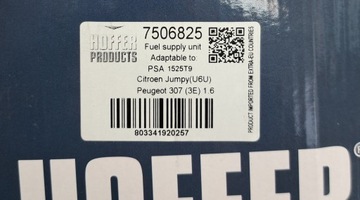 HOFFER
PRODUCTS
7506825
Fuel supply unit
Adaptable to
PSA 1525T9
Citroen Jumpy(U6U)
Peugeot 307 (3E) 1.6
803341920257
PRODUCT IMPORTED FROM EXTRA-EU COUNTRIES
HOFFER